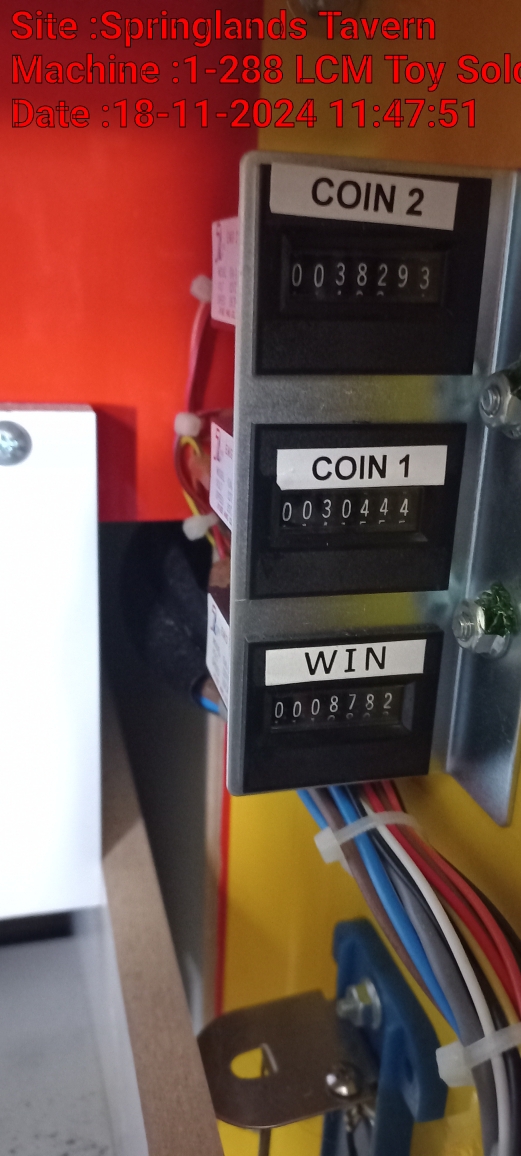 Site :Springlands Tavern
Machine :1-288 LCM Toy Sol
Date :18-11-2024 11:47:51
COIN 2
0038293
COIN 1
0030444
WIN
0008782